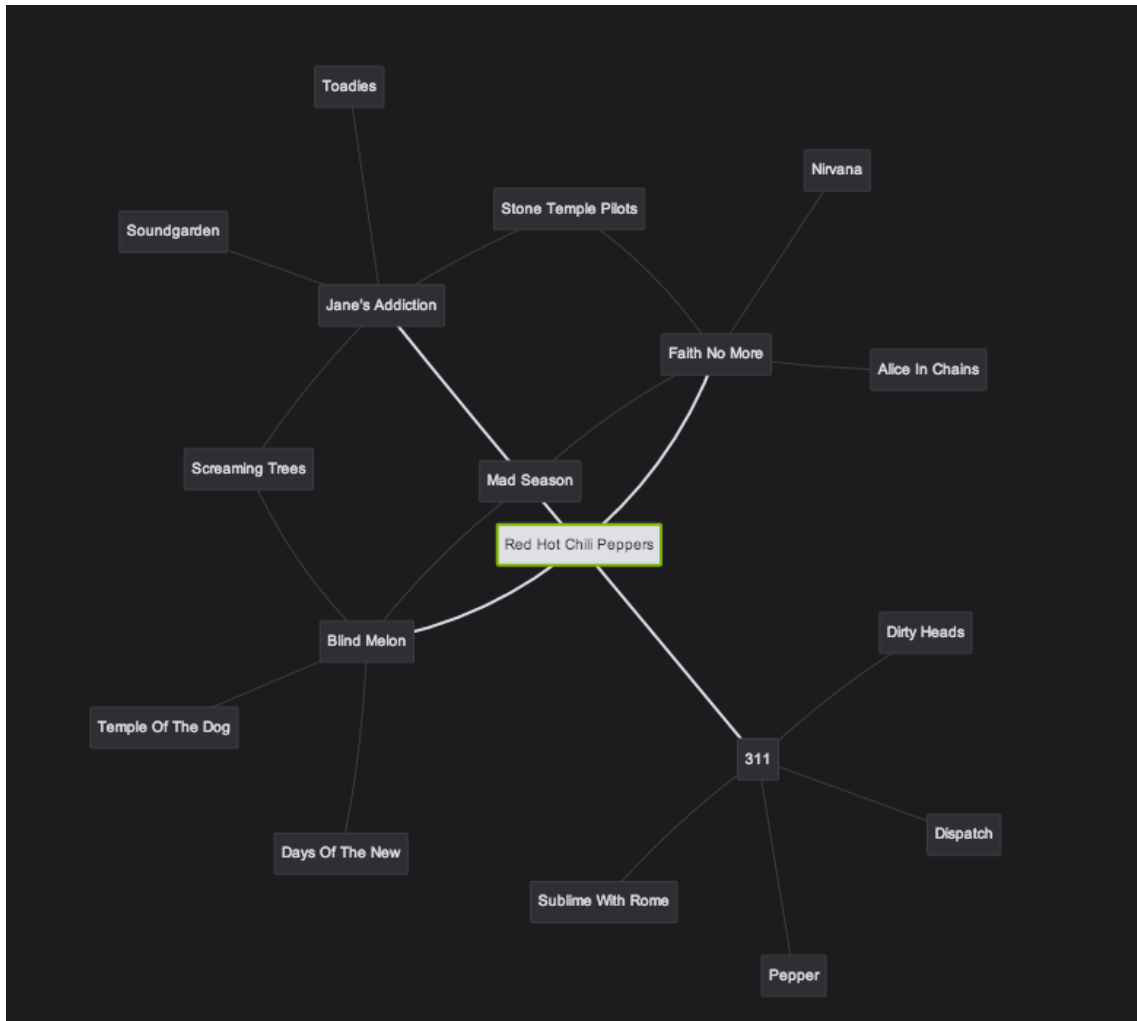 Toadies
Nirvana
Stone Temple Pilots
Soundgarden
Jane's Addiction
Faith No More
Alice In Chains
Screaming Trees
Mad Season
Red Hot Chili Peppers
Dirty Heads
Blind Melon
Temple Of The Dog
311
Dispatch
Days Of The New
Sublime With Rome
Pepper